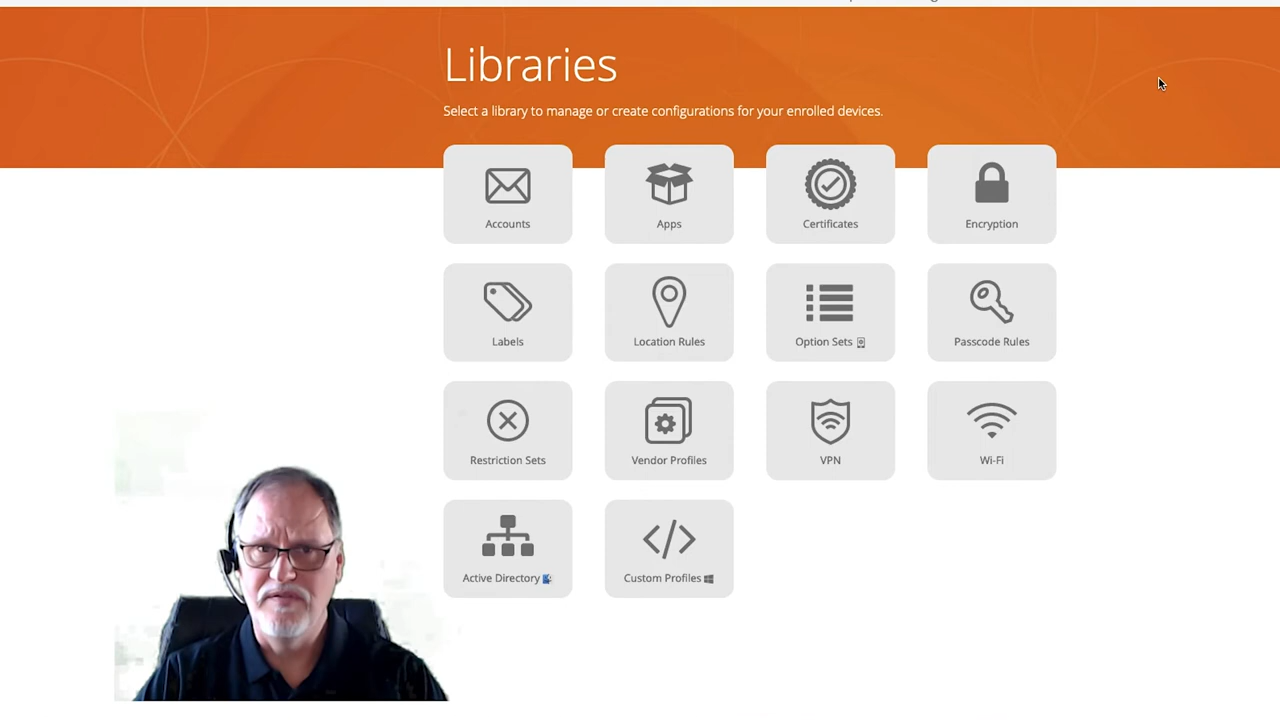 Libraries
Select a library to manage or create configurations for your enrolled devices.
Accounts
Apps
Certificates
Encryption
Labels
Location Rules
Option Sets
Passcode Rules
Restriction Sets
Vendor Profiles
VPN
Wi-Fi
Active Directory
Custom Profiles